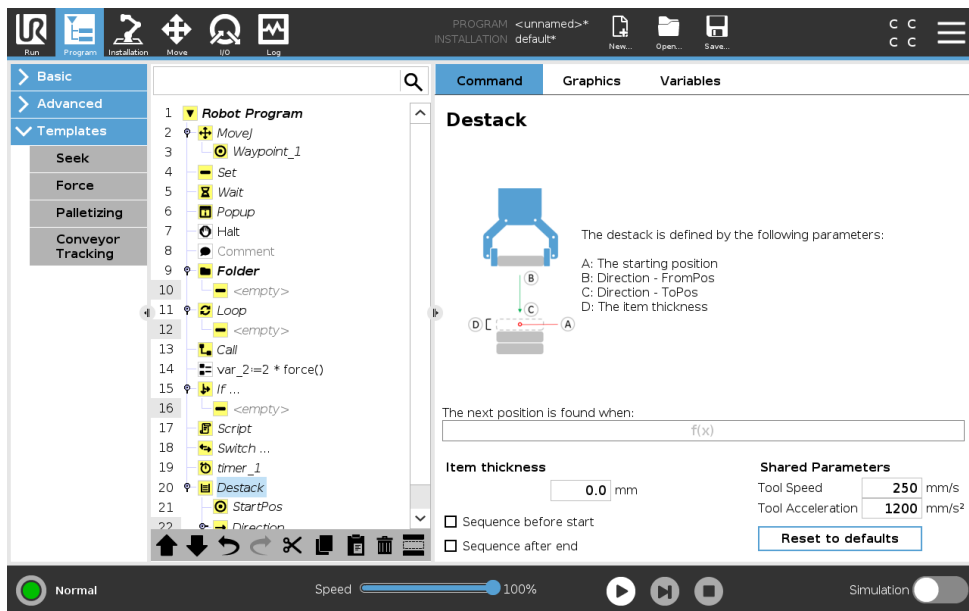 PROGRAM <unnamed>*
INSTALLATION default*
UR
Run
Program
Installation
Move
I/O
Log
New...
Open...
Save...
C C
C C
Basic
Advanced
Templates
Seek
Force
Palletizing
Conveyor
Tracking
1 Robot Program
2 MoveJ
3 Waypoint_1
4 Set
5 Wait
6 Popup
7 Halt
8 Comment
9 Folder
10 <empty>
11 Loop
12 <empty>
13 Call
14 var_2:=2 * force()
15 If ...
16 <empty>
17 Script
18 Switch ...
19 timer_1
20 Destack
21 StartPos
22 Direction
Command
Graphics
Variables
Destack
B
C
D
A
The destack is defined by the following parameters:
A: The starting position
B: Direction - FromPos
C: Direction - ToPos
D: The item thickness
The next position is found when:
f(x)
Item thickness
0.0 mm
Sequence before start
Sequence after end
Shared Parameters
Tool Speed 250 mm/s
Tool Acceleration 1200 mm/s²
Reset to defaults
Normal
Speed 100%
Simulation